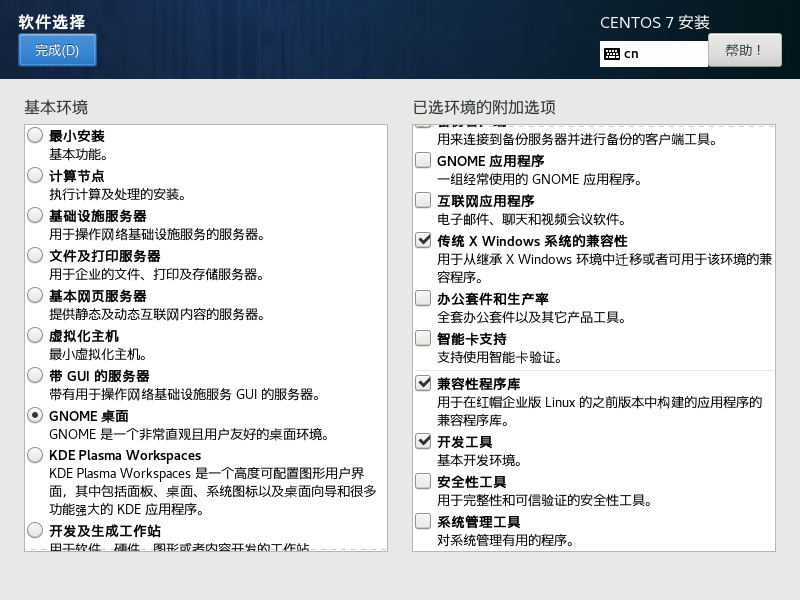 软件选择
完成(D)
CENTOS 7 安装
cn
帮助！
基本环境
最小安装
基本功能。
计算节点
执行计算及处理的安装。
基础设施服务器
用于操作网络基础设施服务的服务器。
文件及打印服务器
用于企业的文件、打印及存储服务器。
基本网页服务器
提供静态及动态互联网内容的服务器。
虚拟化主机
最小虚拟化主机。
带 GUI 的服务器
带有用于操作网络基础设施服务 GUI 的服务器。
GNOME 桌面
GNOME 是一个非常直观且用户友好的桌面环境。
KDE Plasma Workspaces
KDE Plasma Workspaces 是一个高度可配置图形用户界
面，其中包括面板、桌面、系统图标以及桌面向导和很多
功能强大的 KDE 应用程序。
开发及生成工作站
用于软件、硬件、图形或者内容开发的工作站
已选环境的附加选项
备份客户端
用来连接到备份服务器并进行备份的客户端工具。
GNOME 应用程序
一组经常使用的 GNOME 应用程序。
互联网应用程序
电子邮件、聊天和视频会议软件。
传统 X Windows 系统的兼容性
用于从继承 X Windows 环境中迁移或者可用于该环境的兼
容程序。
办公套件和生产率
全套办公套件以及其它产品工具。
智能卡支持
支持使用智能卡验证。
兼容性程序库
用于在红帽企业版 Linux 的之前版本中构建的应用程序的
兼容程序库。
开发工具
基本开发环境。
安全性工具
用于完整性和可信验证的安全性工具。
系统管理工具
对系统管理有用的程序。